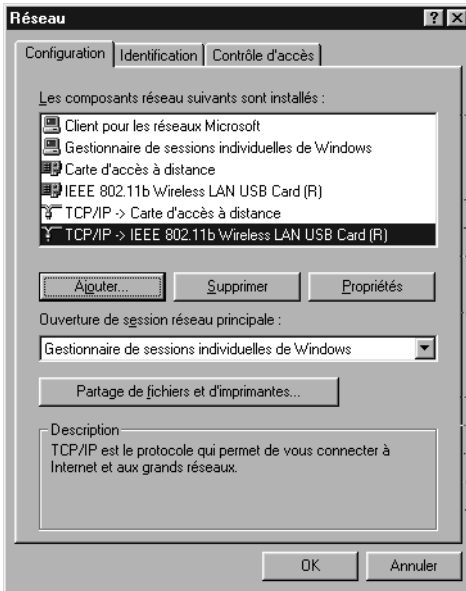 Réseau
Configuration Identification Contrôle d'accès
Les composants réseau suivants sont installés :
Client pour les réseaux Microsoft
Gestionnaire de sessions individuelles de Windows
Carte d'accès à distance
IEEE 802.11b Wireless LAN USB Card (R)
TCP/IP -> Carte d'accès à distance
TCP/IP -> IEEE 802.11b Wireless LAN USB Card (R)
Ajouter... Supprimer Propriétés
Ouverture de session réseau principale :
Gestionnaire de sessions individuelles de Windows
Partage de fichiers et d'imprimantes...
Description
TCP/IP est le protocole qui permet de vous connecter à
Internet et aux grands réseaux.
OK Annuler